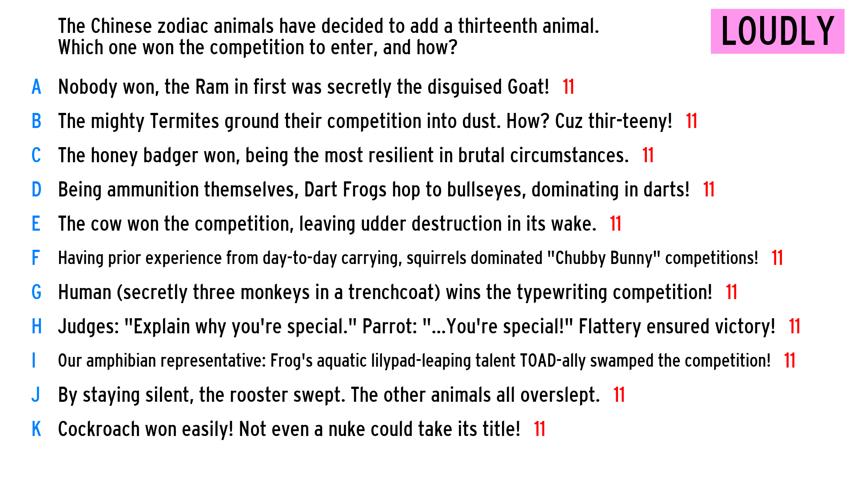 The Chinese zodiac animals have decided to add a thirteenth animal.
Which one won the competition to enter, and how?
LOUDLY
A Nobody won, the Ram in first was secretly the disguised Goat! 11
B The mighty Termites ground their competition into dust. How? Cuz thir-teeny! 11
C The honey badger won, being the most resilient in brutal circumstances. 11
D Being ammunition themselves, Dart Frogs hop to bullseyes, dominating in darts! 11
E The cow won the competition, leaving udder destruction in its wake. 11
F Having prior experience from day-to-day carrying, squirrels dominated "Chubby Bunny" competitions! 11
G Human (secretly three monkeys in a trenchcoat) wins the typewriting competition! 11
H Judges: "Explain why you're special." Parrot: "...You're special!" Flattery ensured victory! 11
I Our amphibian representative: Frog's aquatic lilypad-leaping talent TOAD-ally swamped the competition! 11
J By staying silent, the rooster swept. The other animals all overslept. 11
K Cockroach won easily! Not even a nuke could take its title! 11